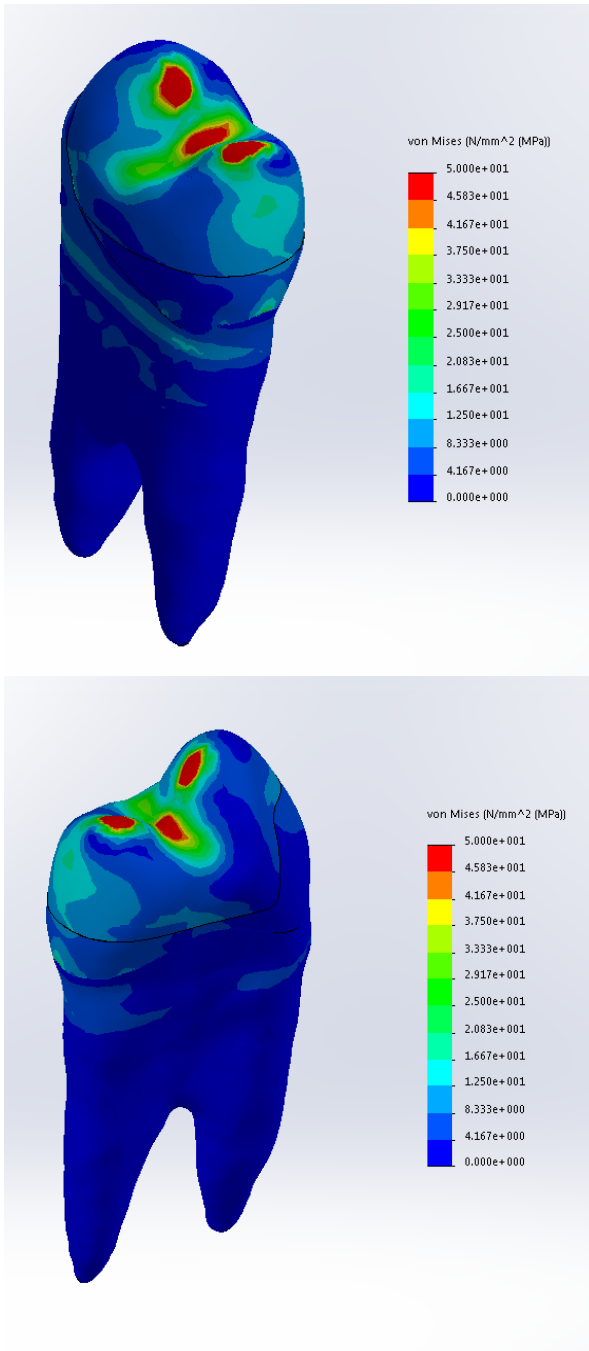 von Mises (N/mm^2 (MPa))
5.000e+001
4.583e+001
4.167e+001
3.750e+001
3.333e+001
2.917e+001
2.500e+001
2.083e+001
1.667e+001
1.250e+001
8.333e+000
4.167e+000
0.000e+000
von Mises (N/mm^2 (MPa))
5.000e+001
4.583e+001
4.167e+001
3.750e+001
3.333e+001
2.917e+001
2.500e+001
2.083e+001
1.667e+001
1.250e+001
8.333e+000
4.167e+000
0.000e+000